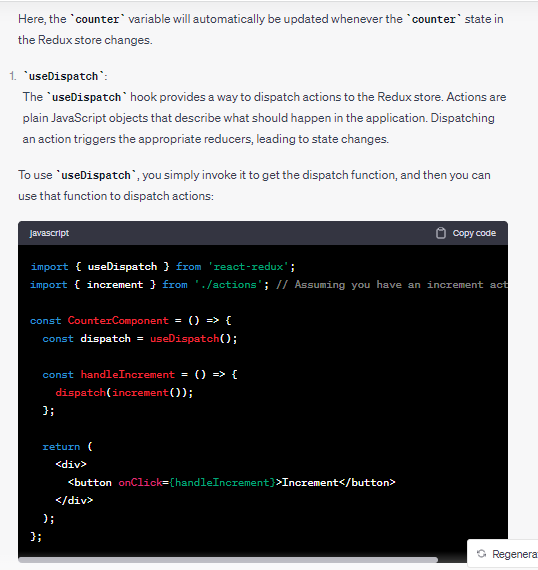 Here, the `counter` variable will automatically be updated whenever the `counter` state in
the Redux store changes.
1. `useDispatch`:
The `useDispatch` hook provides a way to dispatch actions to the Redux store. Actions are
plain JavaScript objects that describe what should happen in the application. Dispatching
an action triggers the appropriate reducers, leading to state changes.
To use `useDispatch`, you simply invoke it to get the dispatch function, and then you can
use that function to dispatch actions:
javascript Copy code
import { useDispatch } from 'react-redux';
import { increment } from './actions'; // Assuming you have an increment act
const CounterComponent = () => {
  const dispatch = useDispatch();
  const handleIncrement = () => {
    dispatch(increment());
  };
  return (
    <div>
      <button onClick={handleIncrement}>Increment</button>
    </div>
  );
};
Regenera